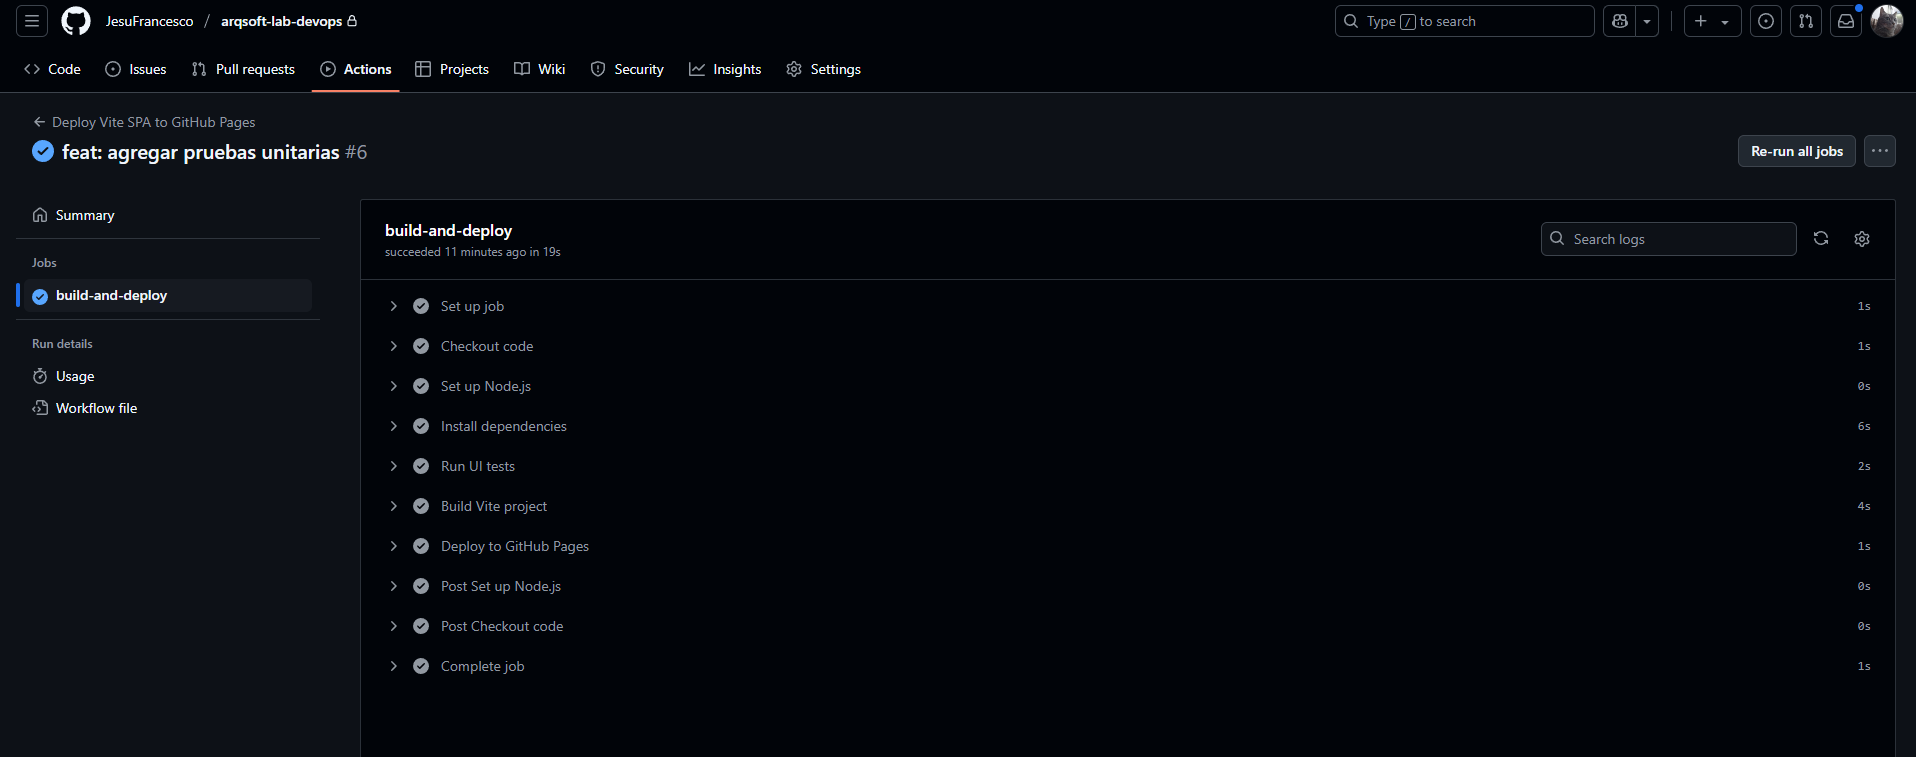 JesuFrancesco / arqsoft-lab-devops
Type / to search
Code Issues Pull requests Actions Projects Wiki Security Insights Settings
Deploy Vite SPA to GitHub Pages
feat: agregar pruebas unitarias #6
Re-run all jobs
Summary
Jobs
build-and-deploy
Run details
Usage
Workflow file
build-and-deploy
succeeded 11 minutes ago in 19s
Search logs
Set up job 1s
Checkout code 1s
Set up Node.js 0s
Install dependencies 6s
Run UI tests 2s
Build Vite project 4s
Deploy to GitHub Pages 1s
Post Set up Node.js 0s
Post Checkout code 0s
Complete job 1s